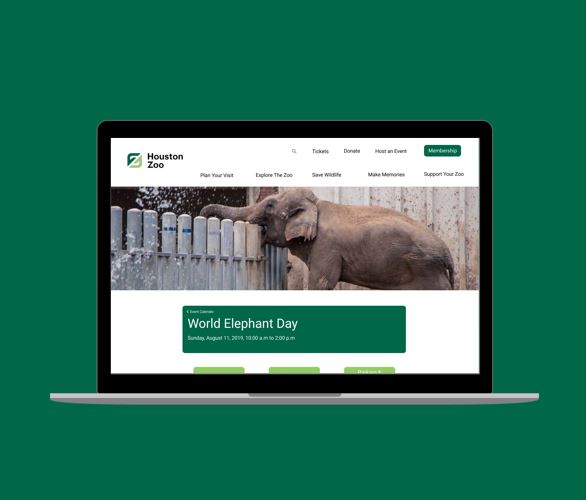 Houston
Zoo
Tickets
Donate
Host an Event
Membership
Plan Your Visit
Explore The Zoo
Save Wildlife
Make Memories
Support Your Zoo
Event Calendar
World Elephant Day
Sunday, August 11, 2019, 10:00 a.m to 2:00 p.m